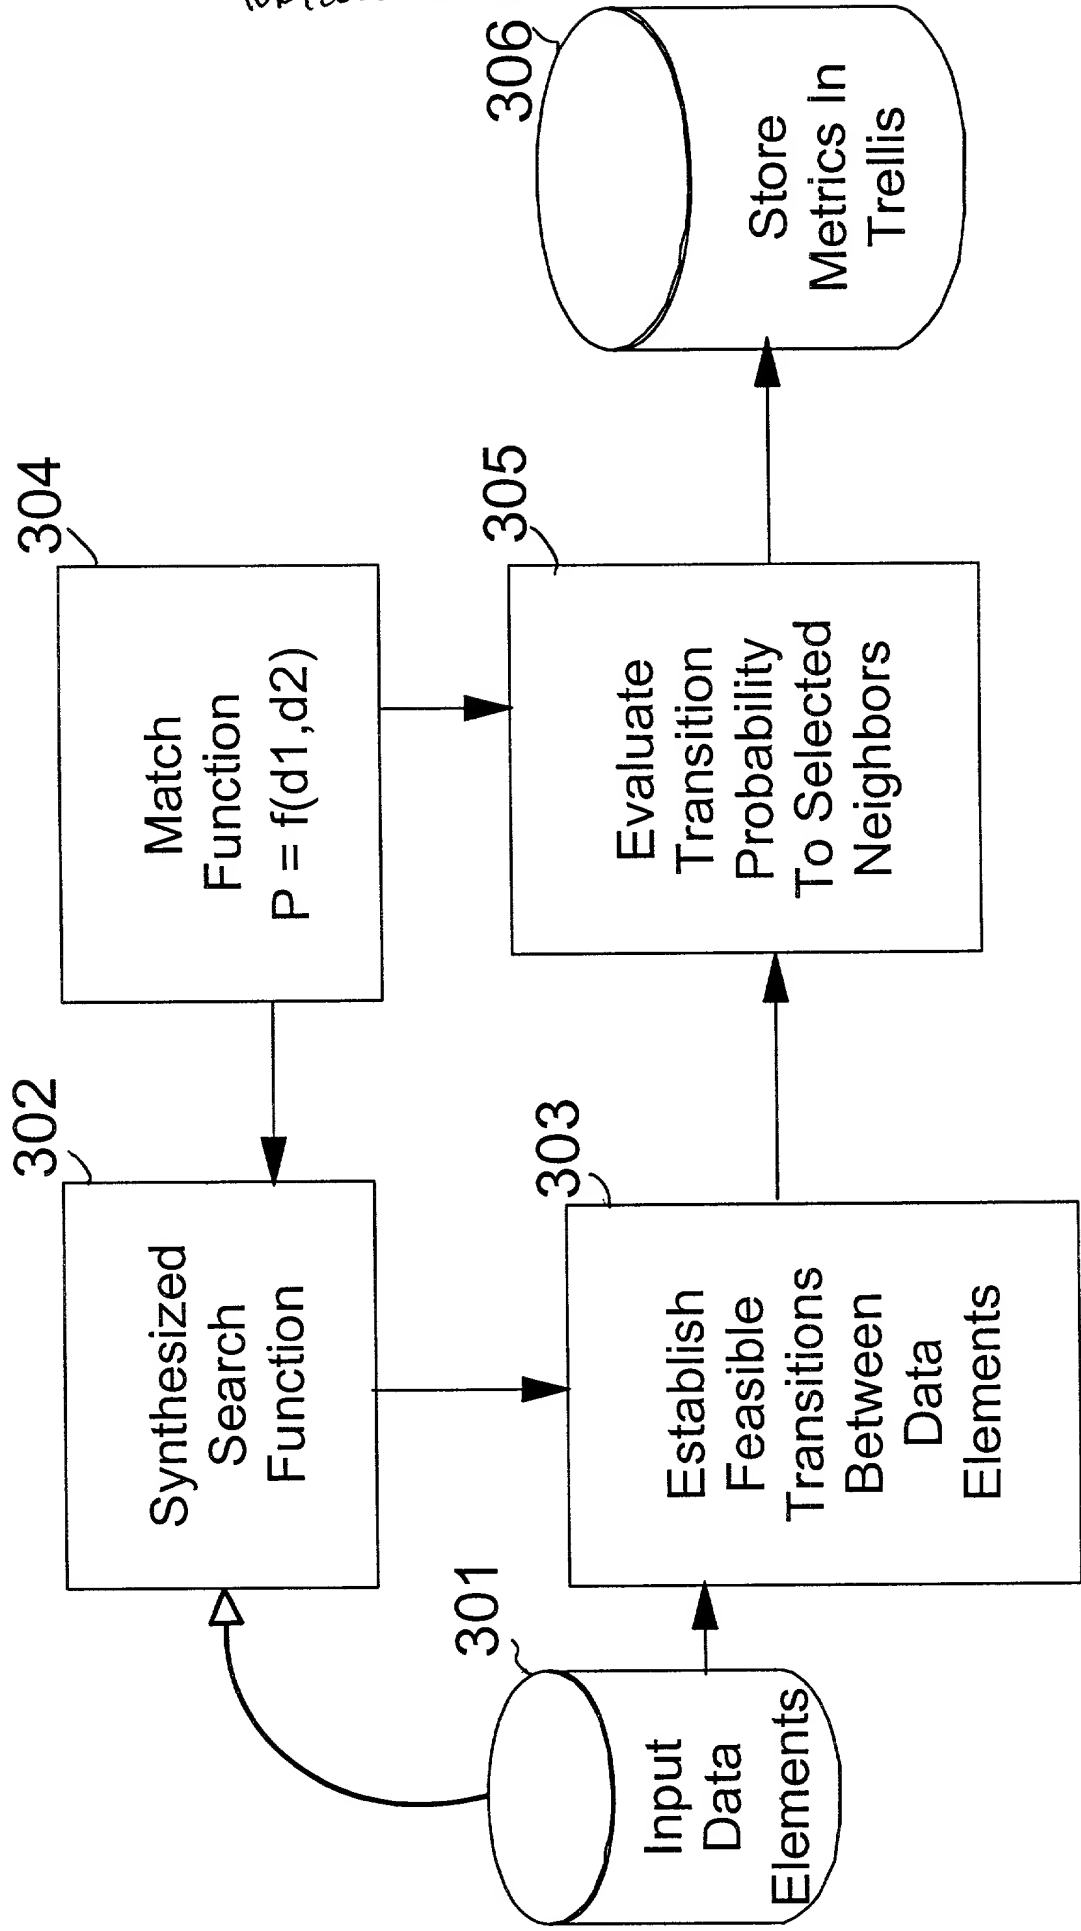 302
Synthesized
Search
Function
304
Match
Function
P = f(d1,d2)
301
Input
Data
Elements
303
Establish
Feasible
Transitions
Between
Data
Elements
305
Evaluate
Transition
Probability
To Selected
Neighbors
306
Store
Metrics In
Trellis